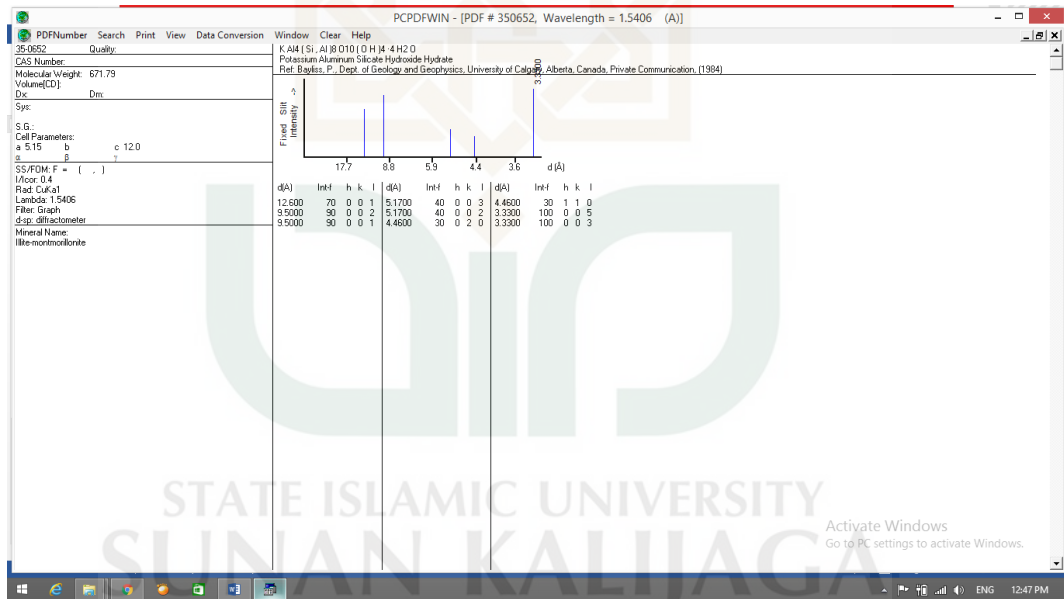 PCPDFWIN - [PDF # 350652, Wavelength = 1.5406 (A)]
PDFNumber Search Print View Data Conversion Window Clear Help
35-0652 Quality:
CAS Number:
Molecular Weight: 671.79
Volume[CD]:
Dx: Dm:
Sys:
S.G.:
Cell Parameters:
a 5.15 b c 12.0
α β γ
SS/FOM: F = ( , )
I/Icor: 0.4
Rad: CuKa1
Lambda: 1.5406
Filter: Graph
d-sp: diffractometer
Mineral Name:
Illite-montmorillonite
K Al4 ( Si , Al )8 O10 ( O H )4 ·4 H2 O
Potassium Aluminum Silicate Hydroxide Hydrate
Ref: Bayliss, P., Dept. of Geology and Geophysics, University of Calgary, Alberta, Canada, Private Communication, (1984)
Fixed Slit
Intensity ->
3.3300
17.7 8.8 5.9 4.4 3.6 d (Å)
d(A) Int-f h k l d(A) Int-f h k l d(A) Int-f h k l
12.600 70 0 0 1 5.1700 40 0 0 3 4.4600 30 1 1 0
9.5000 90 0 0 2 5.1700 40 0 0 2 3.3300 100 0 0 5
9.5000 90 0 0 1 4.4600 30 0 2 0 3.3300 100 0 0 3
STATE ISLAMIC UNIVERSITY
SUNAN KALIJAGA
Activate Windows
Go to PC settings to activate Windows.
ENG 12:47 PM